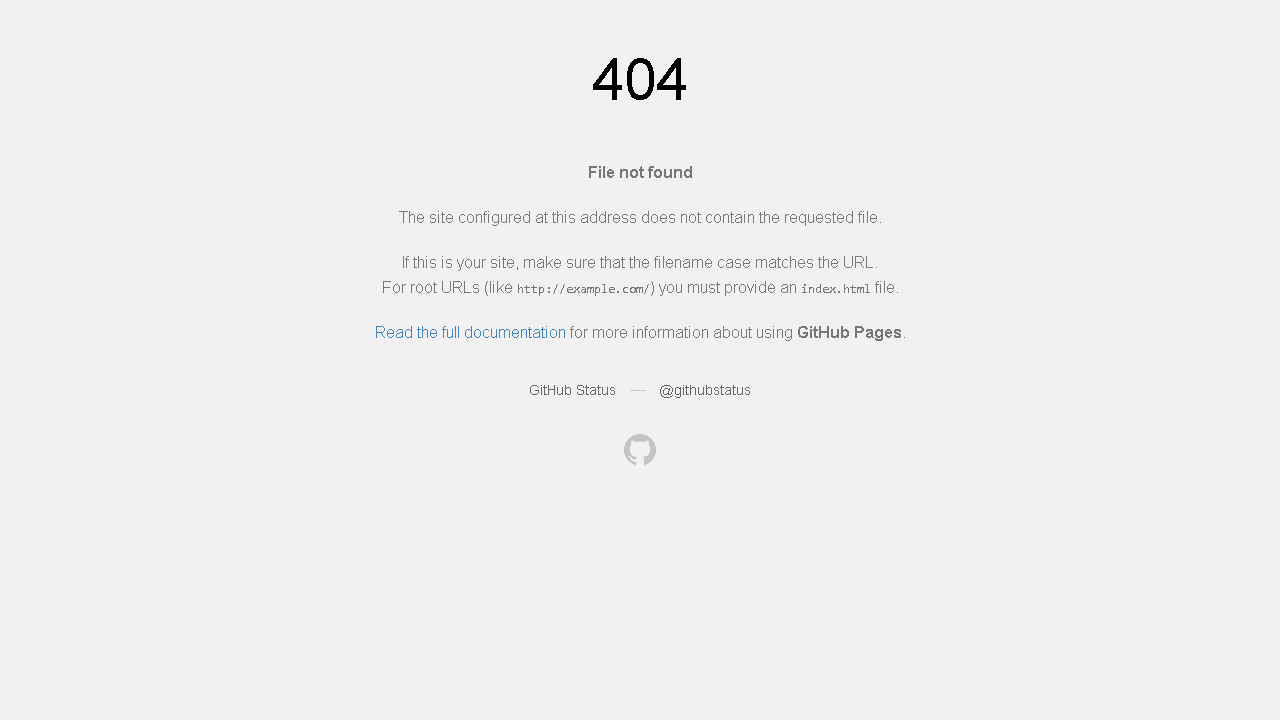 404
File not found
The site configured at this address does not contain the requested file.
If this is your site, make sure that the filename case matches the URL.
For root URLs (like http://example.com/) you must provide an index.html file.
Read the full documentation for more information about using GitHub Pages.
GitHub Status — @githubstatus